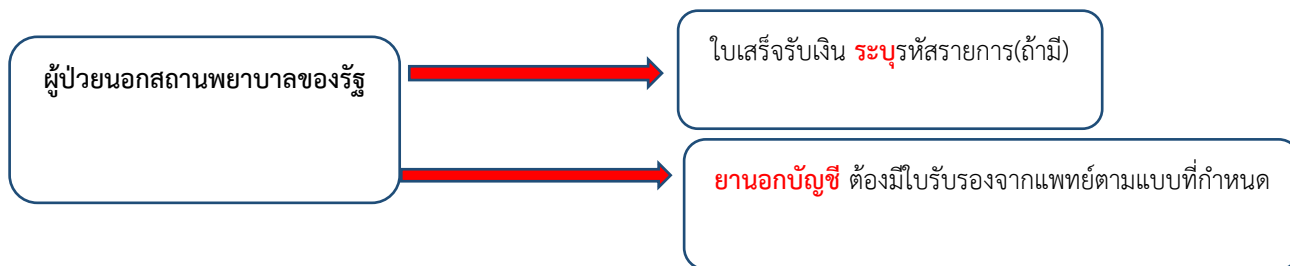 ผู้ป่วยนอกสถานพยาบาลของรัฐ
ใบเสร็จรับเงิน ระบุรหัสรายการ(ถ้ามี)
ยานอกบัญชี ต้องมีใบรับรองจากแพทย์ตามแบบที่กำหนด